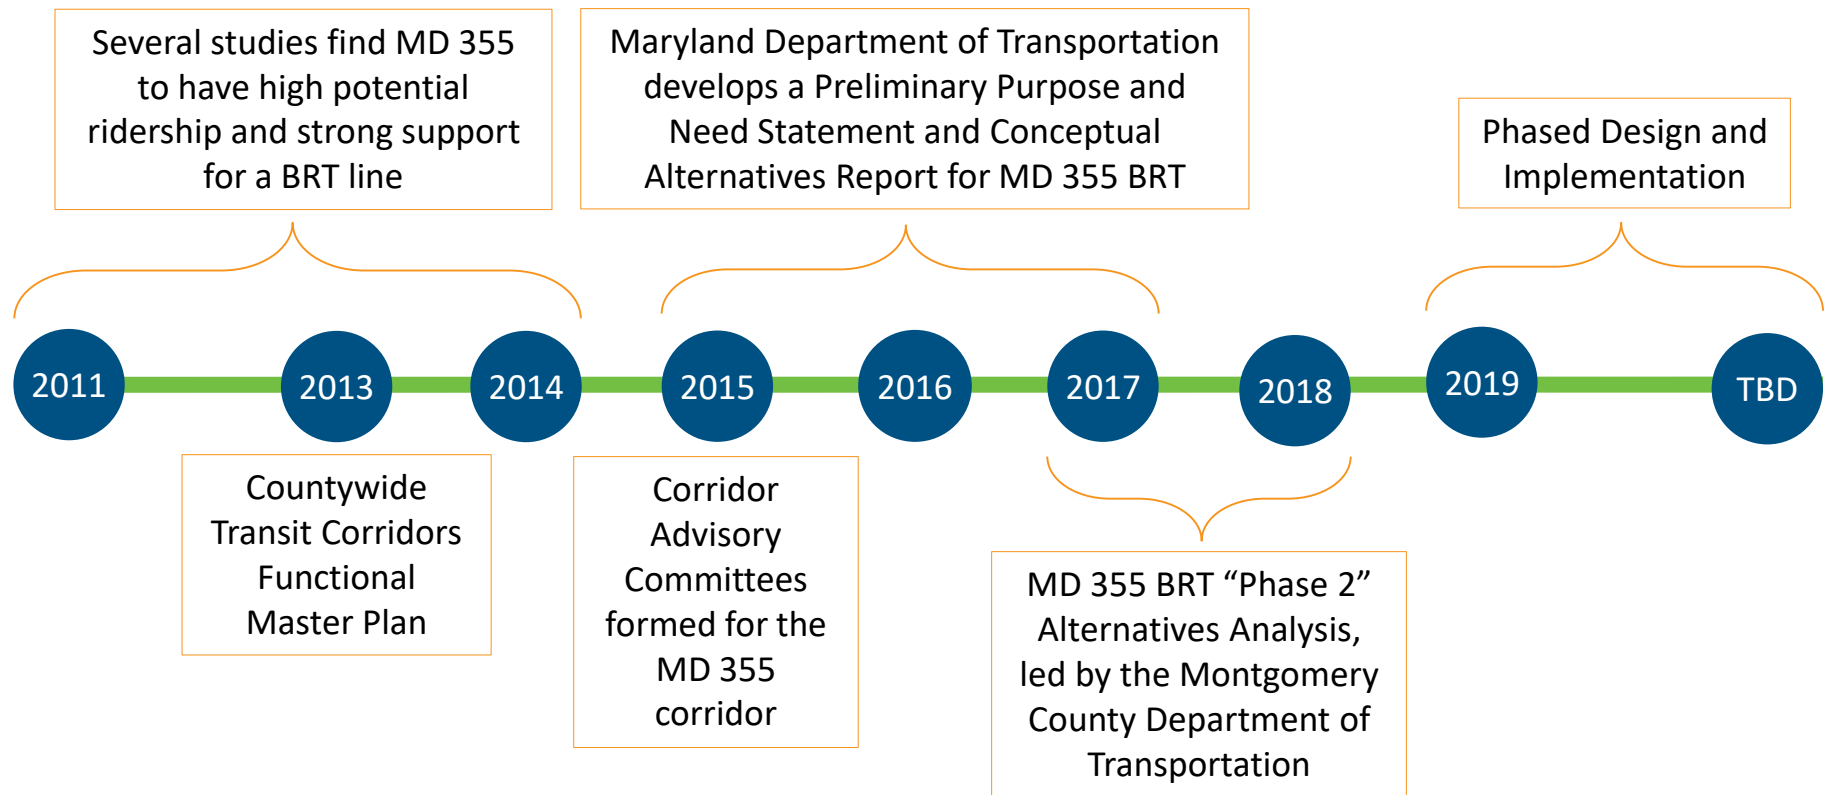 Several studies find MD 355
to have high potential
ridership and strong support
for a BRT line
Maryland Department of Transportation
develops a Preliminary Purpose and
Need Statement and Conceptual
Alternatives Report for MD 355 BRT
Phased Design and
Implementation
2011
2013
2014
2015
2016
2017
2018
2019
TBD
Countywide
Transit Corridors
Functional
Master Plan
Corridor
Advisory
Committees
formed for the
MD 355
corridor
MD 355 BRT “Phase 2”
Alternatives Analysis,
led by the Montgomery
County Department of
Transportation